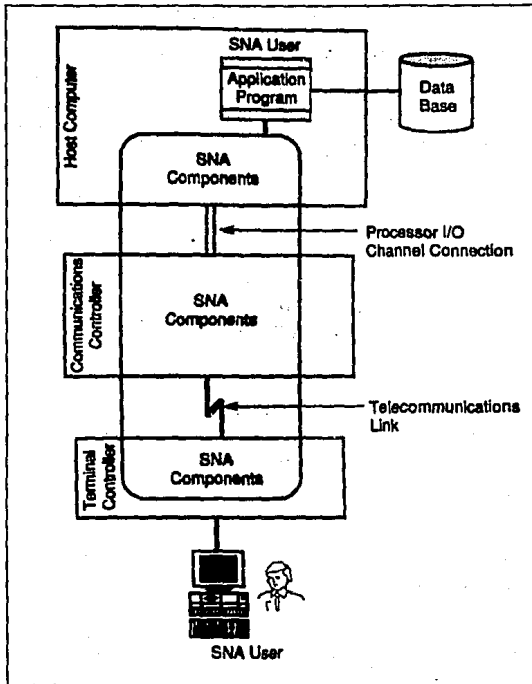 SNA User
Application
Program
Data
Base
Host Computer
SNA
Components
Processor I/O
Channel Connection
Communications
Controller
SNA
Components
Telecommunications
Link
Terminal
Controller
SNA
Components
SNA User